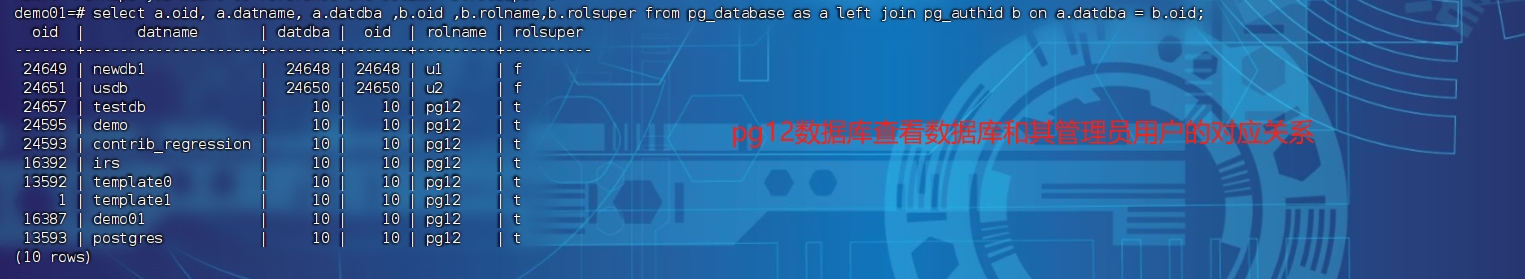 demo01=# select a.oid, a.datname, a.datdba ,b.oid ,b.rolname,b.rolsuper from pg_database as a left join pg_authid b on a.datdba = b.oid;
  oid  |      datname       | datdba |  oid  | rolname | rolsuper
-------+--------------------+--------+-------+---------+----------
 24649 | newdb1             |  24648 | 24648 | u1      | f
 24651 | usdb               |  24650 | 24650 | u2      | f
 24657 | testdb             |     10 |    10 | pg12    | t
 24595 | demo               |     10 |    10 | pg12    | t
 24593 | contrib_regression |     10 |    10 | pg12    | t
 16392 | irs                |     10 |    10 | pg12    | t
 13592 | template0          |     10 |    10 | pg12    | t
     1 | template1          |     10 |    10 | pg12    | t
 16387 | demo01             |     10 |    10 | pg12    | t
 13593 | postgres           |     10 |    10 | pg12    | t
(10 rows)
pg12数据库查看数据库和其管理员用户的对应关系